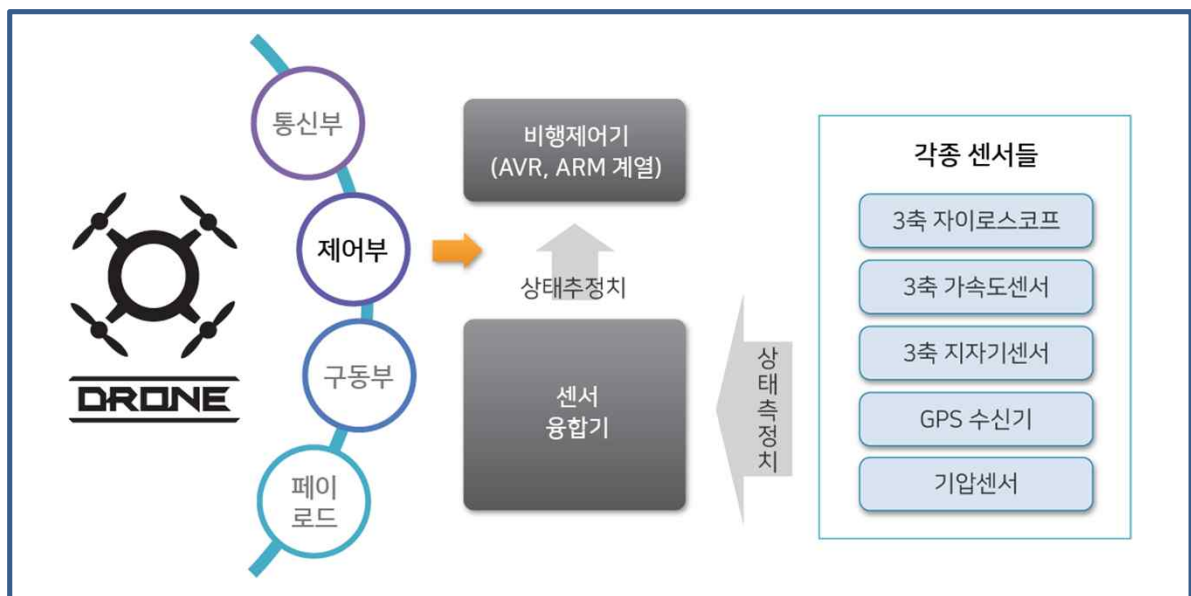 DRONE
통신부
제어부
구동부
페이
로드
비행제어기
(AVR, ARM 계열)
상태추정치
센서
융합기
상태측정치
각종 센서들
3축 자이로스코프
3축 가속도센서
3축 지자기센서
GPS 수신기
기압센서